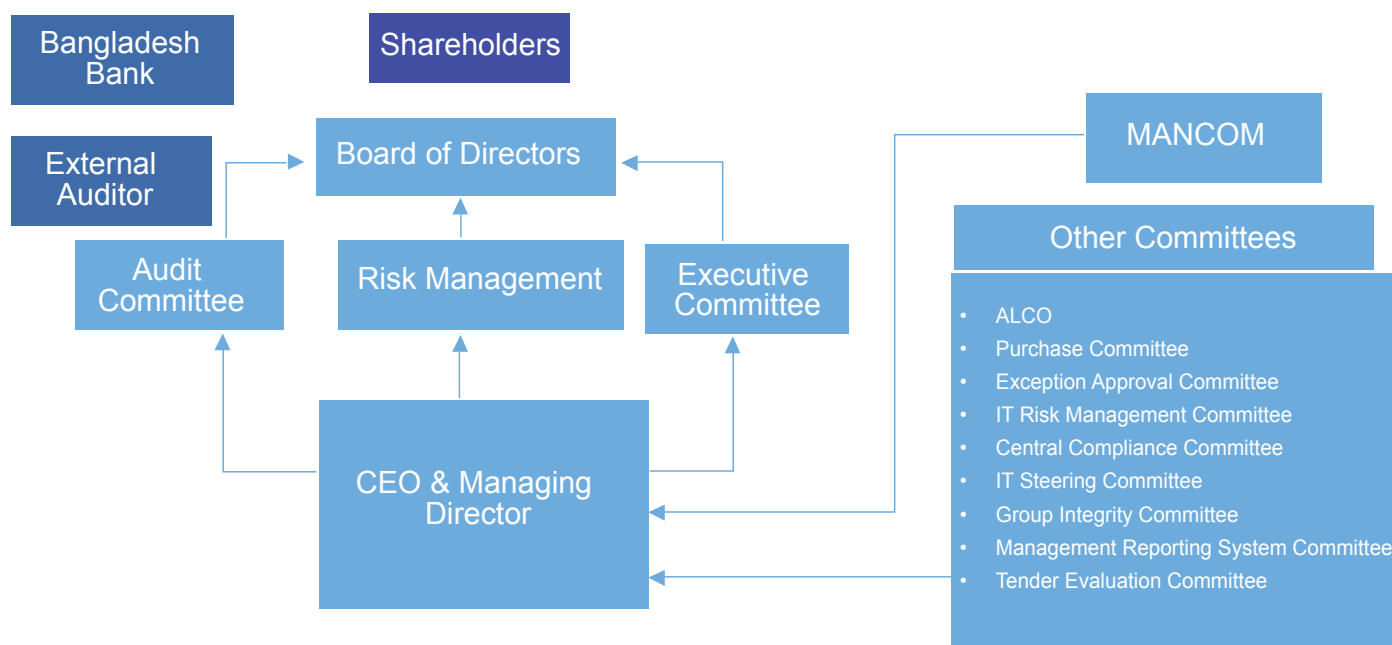 Bangladesh
Bank
Shareholders
External
Auditor
Board of Directors
MANCOM
Audit
Committee
Risk Management
Executive
Committee
Other Committees
CEO & Managing
Director
• ALCO
• Purchase Committee
• Exception Approval Committee
• IT Risk Management Committee
• Central Compliance Committee
• IT Steering Committee
• Group Integrity Committee
• Management Reporting System Committee
• Tender Evaluation Committee